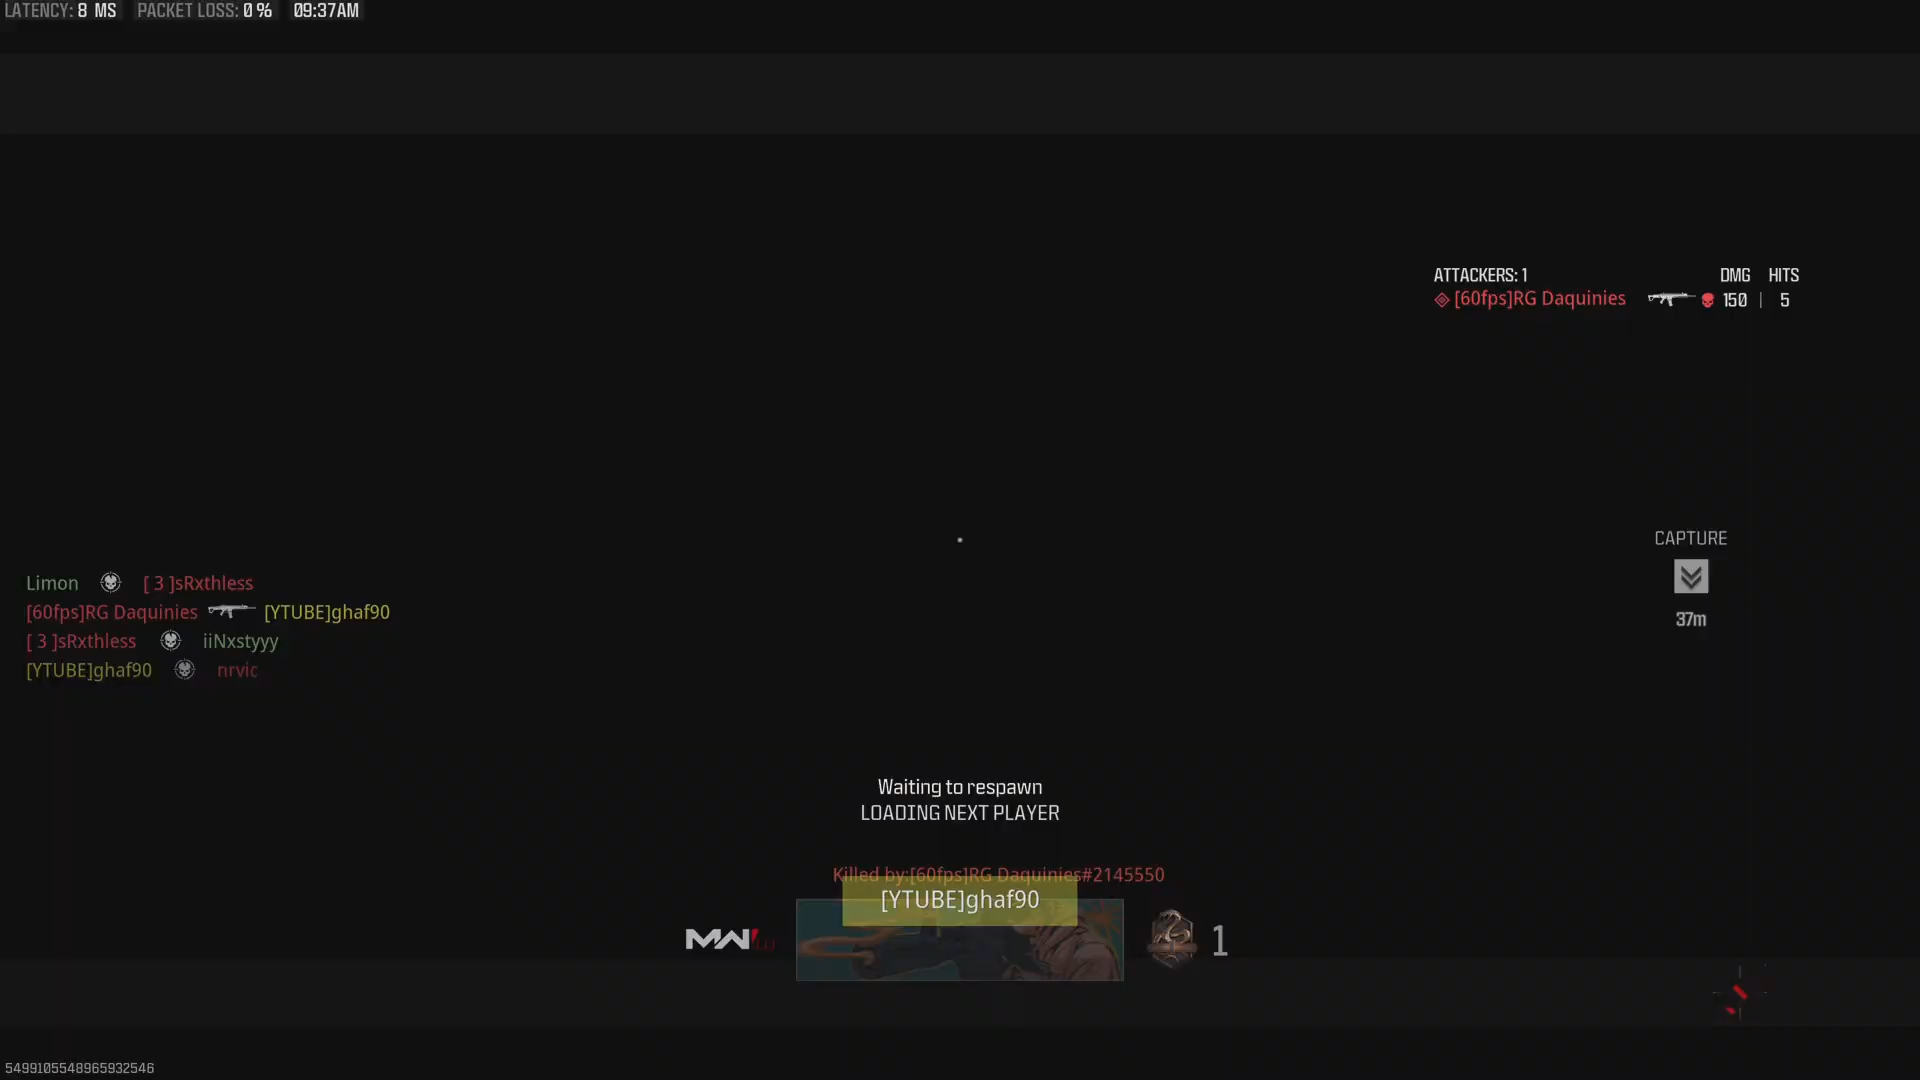 LATENCY: 8 MS PACKET LOSS: 0 % 09:37AM
ATTACKERS: 1 DMG HITS
[60fps]RG Daquinies 150 | 5
CAPTURE
37m
Limon [ 3 ]sRxthless
[60fps]RG Daquinies [YTUBE]ghaf90
[ 3 ]sRxthless iiNxstyyy
[YTUBE]ghaf90 nrvic
Waiting to respawn
LOADING NEXT PLAYER
Killed by:[60fps]RG Daquinies#2145550
[YTUBE]ghaf90
MWIII 1
5499105548965932546